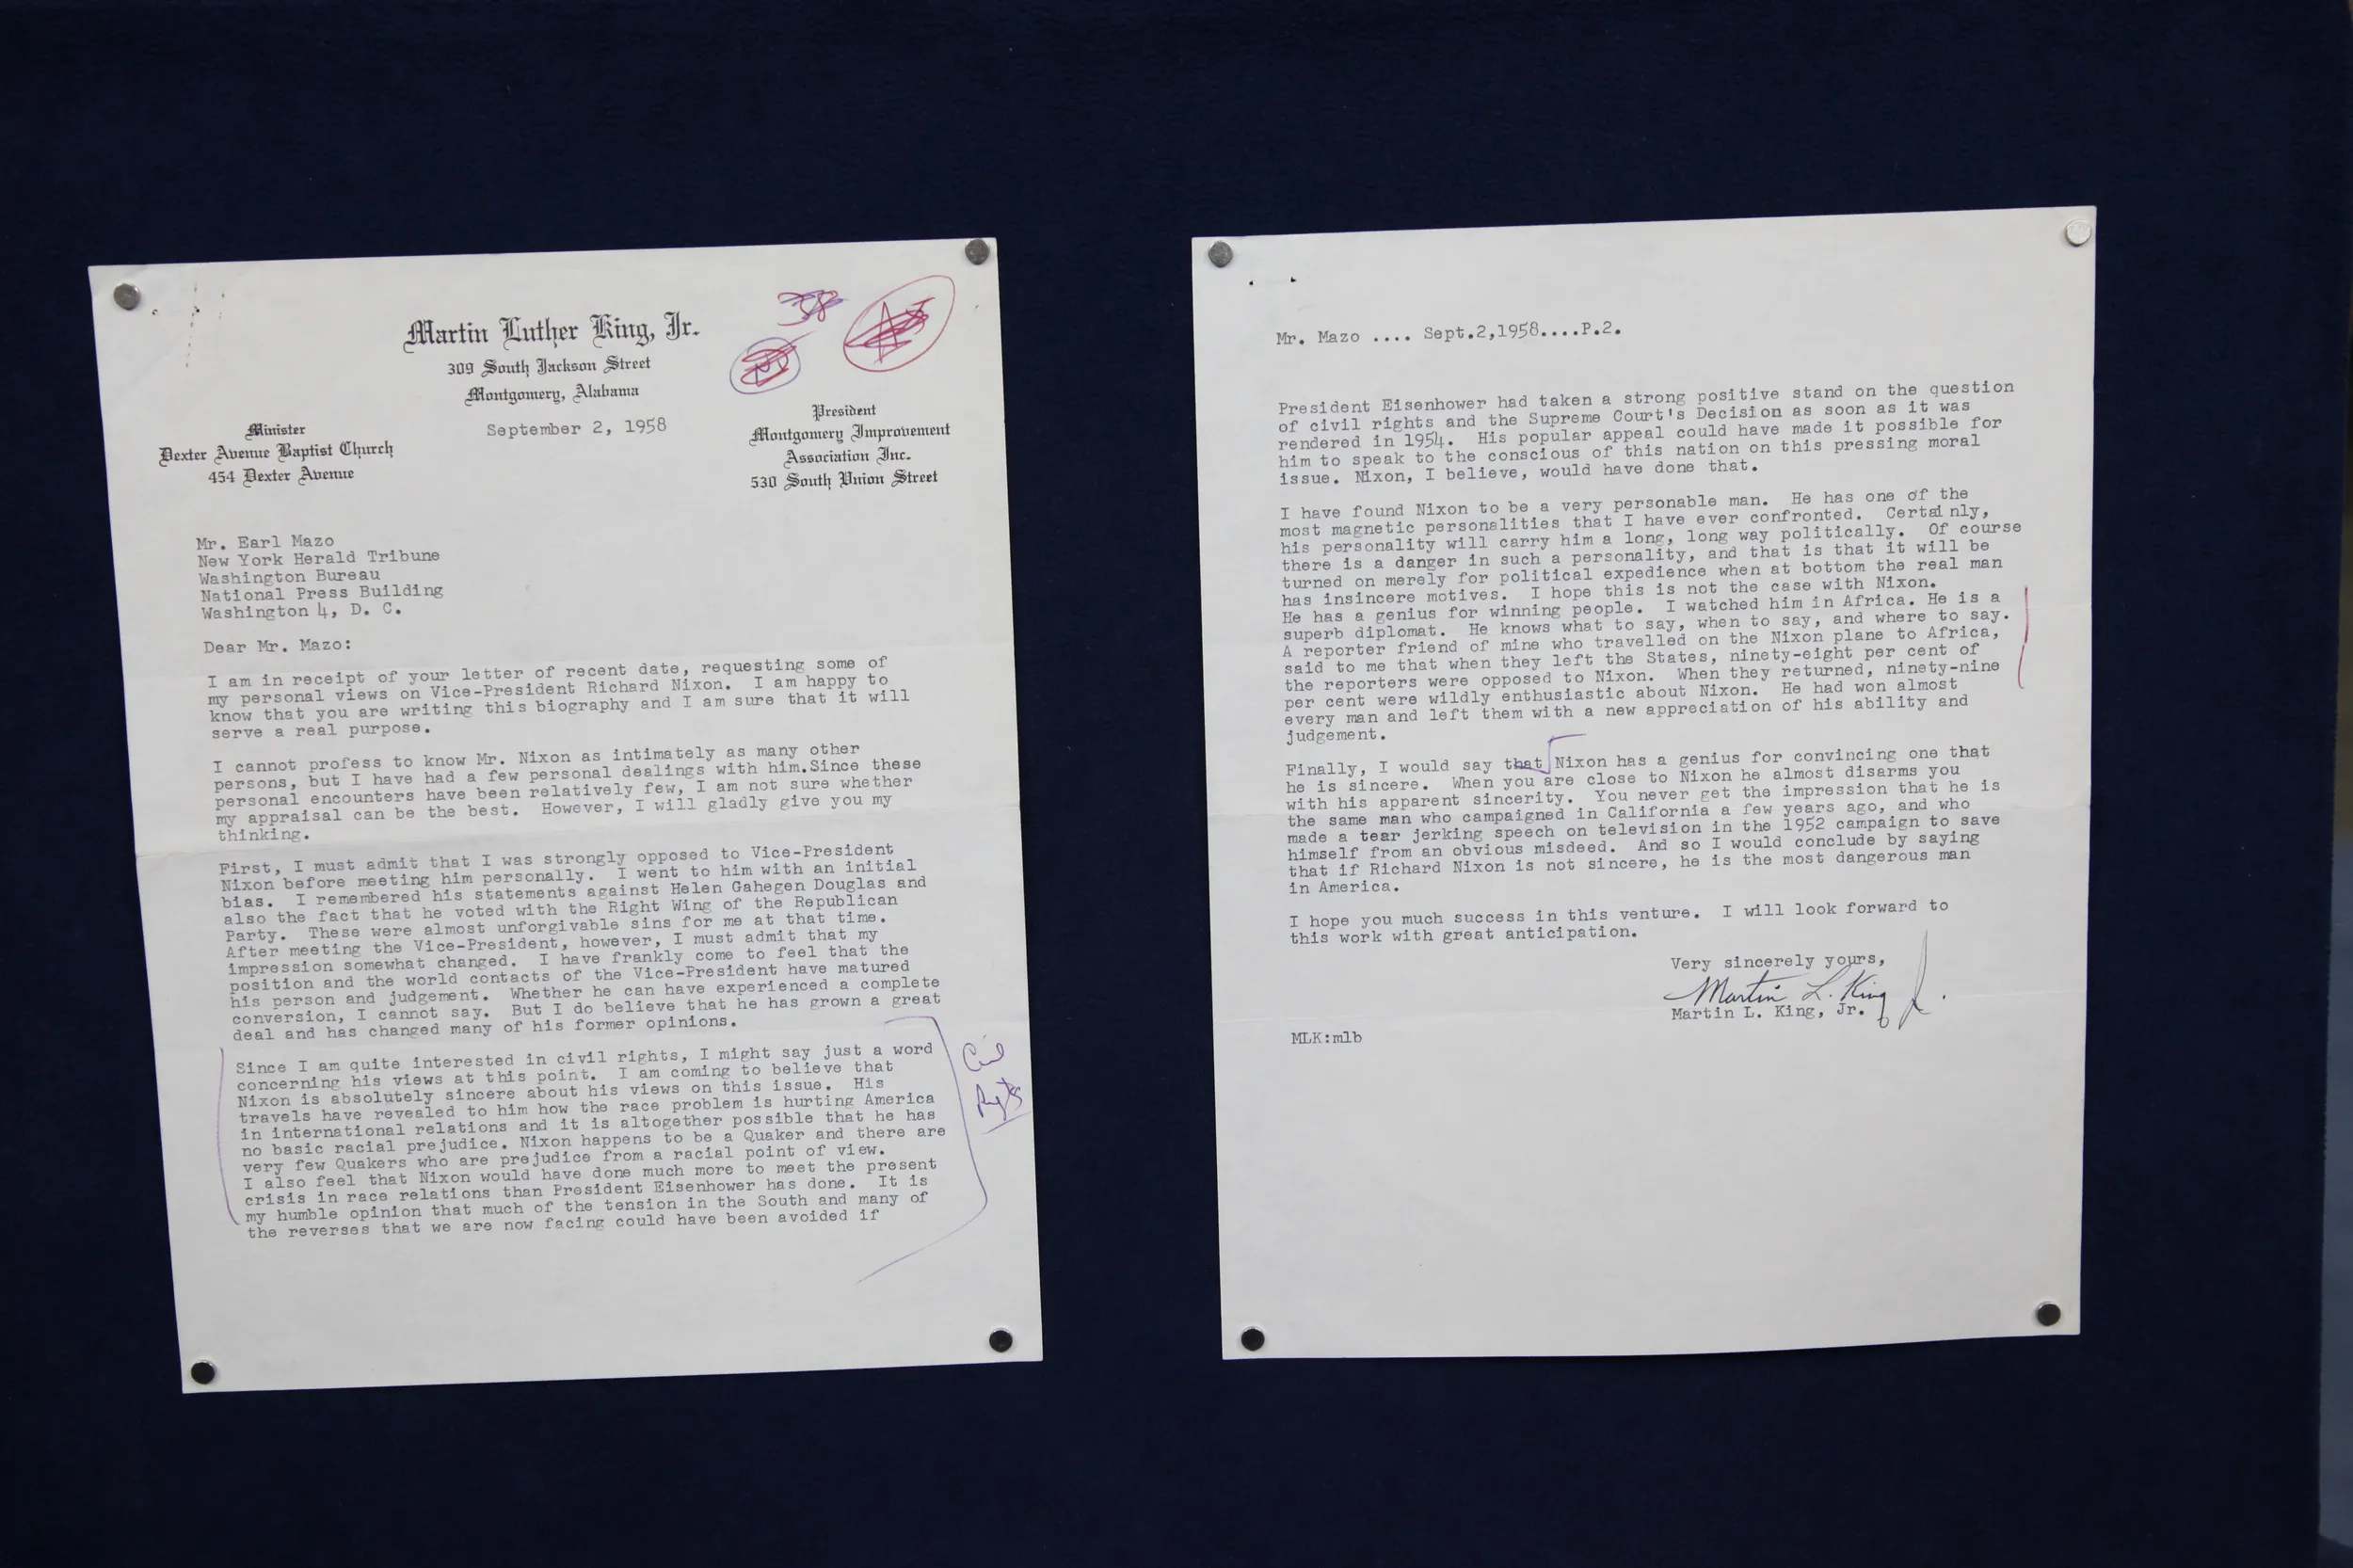 Martin Luther King, Jr.
309 South Jackson Street
Montgomery, Alabama
38
Minister
Dexter Avenue Baptist Church
454 Dexter Avenue
September 2, 1958
President
Montgomery Improvement
Association Inc.
530 South Union Street
Mr. Earl Mazo
New York Herald Tribune
Washington Bureau
National Press Building
Washington 4, D. C.
Dear Mr. Mazo:
I am in receipt of your letter of recent date, requesting some of
my personal views on Vice-President Richard Nixon. I am happy to
know that you are writing this biography and I am sure that it will
serve a real purpose.
I cannot profess to know Mr. Nixon as intimately as many other
persons, but I have had a few personal dealings with him.Since these
personal encounters have been relatively few, I am not sure whether
my appraisal can be the best. However, I will gladly give you my
thinking.
First, I must admit that I was strongly opposed to Vice-President
Nixon before meeting him personally. I went to him with an initial
bias. I remembered his statements against Helen Gahegen Douglas and
also the fact that he voted with the Right Wing of the Republican
Party. These were almost unforgivable sins for me at that time.
After meeting the Vice-President, however, I must admit that my
impression somewhat changed. I have frankly come to feel that the
position and the world contacts of the Vice-President have matured
his person and judgement. Whether he can have experienced a complete
conversion, I cannot say. But I do believe that he has grown a great
deal and has changed many of his former opinions.
Since I am quite interested in civil rights, I might say just a word
concerning his views at this point. I am coming to believe that
Nixon is absolutely sincere about his views on this issue. His
travels have revealed to him how the race problem is hurting America
in international relations and it is altogether possible that he has
no basic racial prejudice. Nixon happens to be a Quaker and there are
very few Quakers who are prejudice from a racial point of view.
I also feel that Nixon would have done much more to meet the present
crisis in race relations than President Eisenhower has done. It is
my humble opinion that much of the tension in the South and many of
the reverses that we are now facing could have been avoided if
Civil
Rights
Mr. Mazo .... Sept.2,1958....P.2.
President Eisenhower had taken a strong positive stand on the question
of civil rights and the Supreme Court's Decision as soon as it was
rendered in 1954. His popular appeal could have made it possible for
him to speak to the conscious of this nation on this pressing moral
issue. Nixon, I believe, would have done that.
I have found Nixon to be a very personable man. He has one of the
most magnetic personalities that I have ever confronted. Certainly,
his personality will carry him a long, long way politically. Of course
there is a danger in such a personality, and that is that it will be
turned on merely for political expedience when at bottom the real man
has insincere motives. I hope this is not the case with Nixon.
He has a genius for winning people. I watched him in Africa. He is a
superb diplomat. He knows what to say, when to say, and where to say.
A reporter friend of mine who travelled on the Nixon plane to Africa,
said to me that when they left the States, ninety-eight per cent of
the reporters were opposed to Nixon. When they returned, ninety-nine
per cent were wildly enthusiastic about Nixon. He had won almost
every man and left them with a new appreciation of his ability and
judgement.
Finally, I would say that Nixon has a genius for convincing one that
he is sincere. When you are close to Nixon he almost disarms you
with his apparent sincerity. You never get the impression that he is
the same man who campaigned in California a few years ago, and who
made a tear jerking speech on television in the 1952 campaign to save
himself from an obvious misdeed. And so I would conclude by saying
that if Richard Nixon is not sincere, he is the most dangerous man
in America.
I hope you much success in this venture. I will look forward to
this work with great anticipation.
Very sincerely yours,
Martin L. King Jr.
Martin L. King, Jr.
MLK:mlb